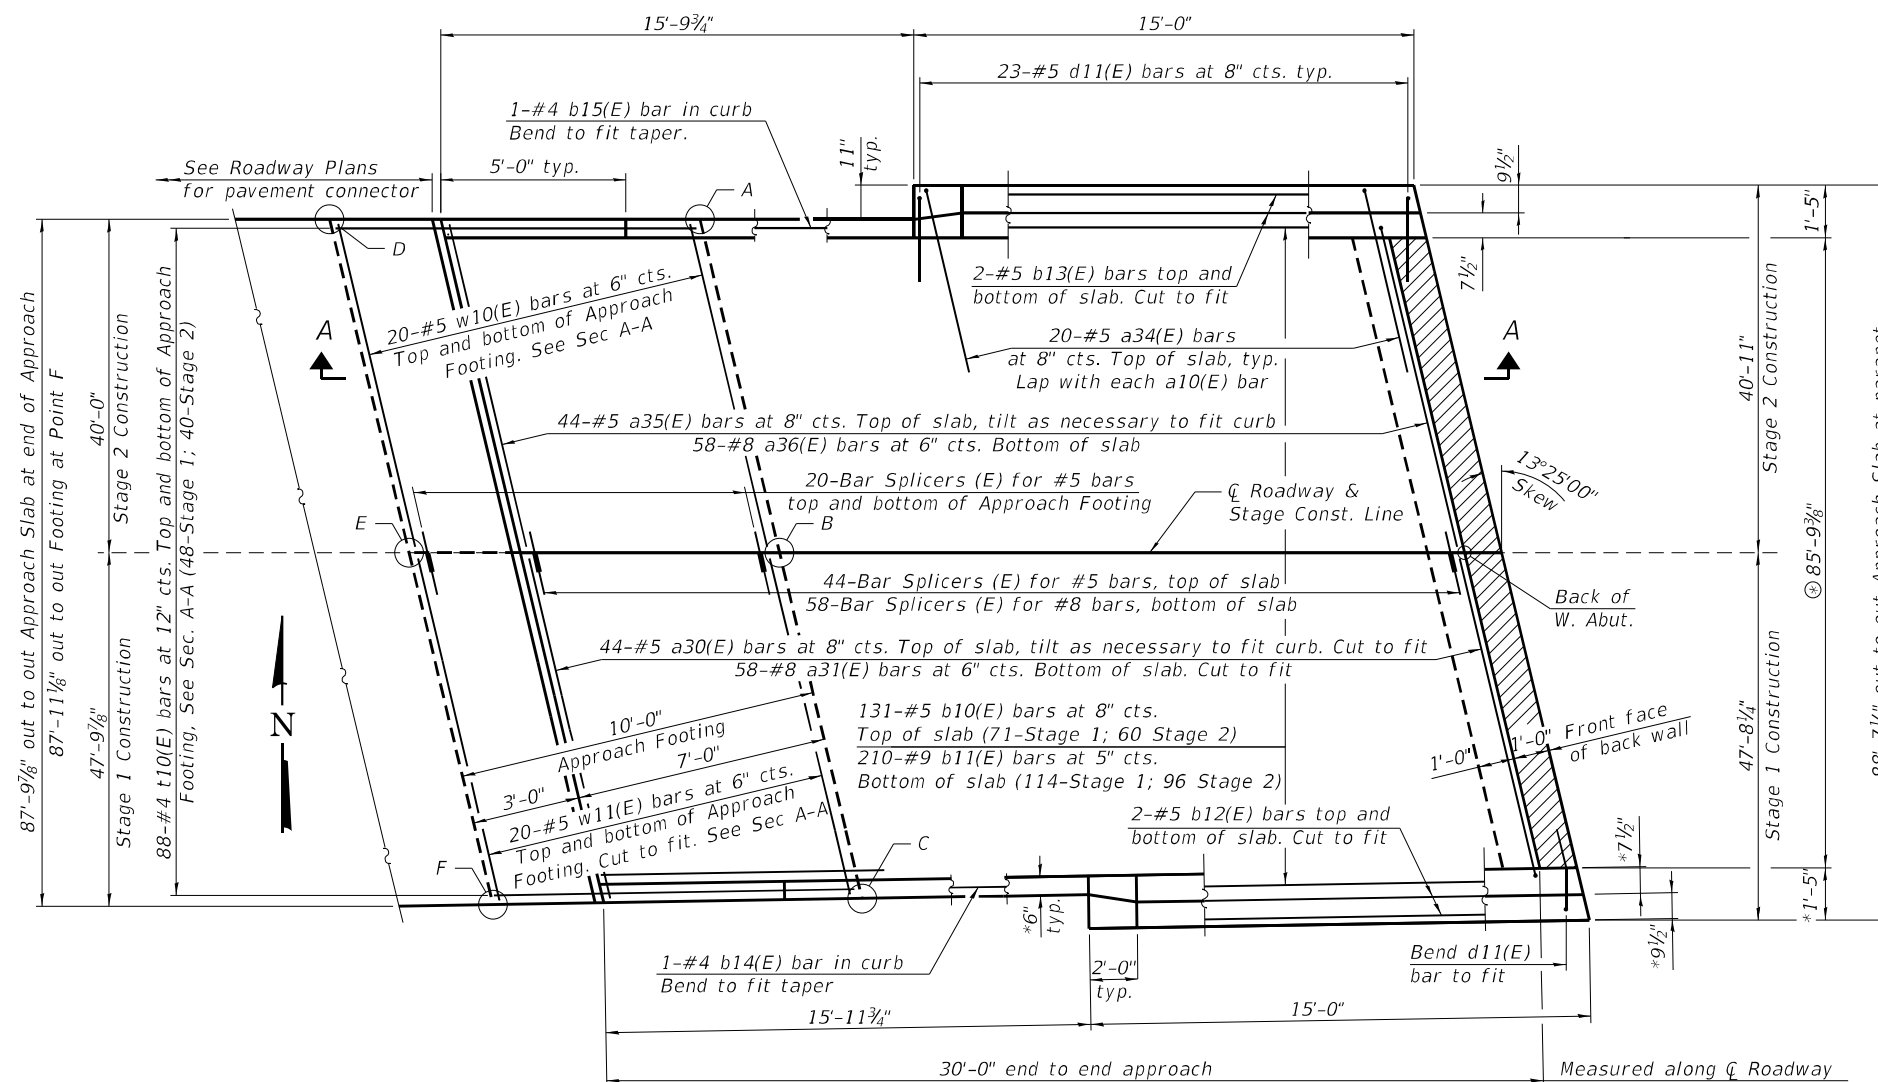 15'-9¾"
15'-0"
23-#5 d11(E) bars at 8" cts. typ.
1-#4 b15(E) bar in curb
Bend to fit taper.
11"
typ.
9½"
See Roadway Plans
for pavement connector
5'-0" typ.
A
D
1'-5"
7½"
2-#5 b13(E) bars top and
bottom of slab. Cut to fit
20-#5 w10(E) bars at 6" cts.
Top and bottom of Approach
Footing. See Sec A-A
A
A
20-#5 a34(E) bars
at 8" cts. Top of slab, typ.
Lap with each a10(E) bar
87'-9⅞" out to out Approach Slab at end of Approach
87'-11⅛" out to out Footing at Point F
40'-0"
Stage 2 Construction
47'-9⅞"
Stage 1 Construction
88-#4 t10(E) bars at 12" cts. Top and bottom of Approach
Footing. See Sec. A-A (48-Stage 1; 40-Stage 2)
44-#5 a35(E) bars at 8" cts. Top of slab, tilt as necessary to fit curb
58-#8 a36(E) bars at 6" cts. Bottom of slab
20-Bar Splicers (E) for #5 bars
top and bottom of Approach Footing
℄ Roadway &
Stage Const. Line
13°25'00"
Skew
40'-11"
Stage 2 Construction
⊛ 85'-9⅜"
E
B
44-Bar Splicers (E) for #5 bars, top of slab
58-Bar Splicers (E) for #8 bars, bottom of slab
Back of
W. Abut.
44-#5 a30(E) bars at 8" cts. Top of slab, tilt as necessary to fit curb. Cut to fit
58-#8 a31(E) bars at 6" cts. Bottom of slab. Cut to fit
N
10'-0"
Approach Footing
7'-0"
3'-0"
131-#5 b10(E) bars at 8" cts.
Top of slab (71-Stage 1; 60 Stage 2)
210-#9 b11(E) bars at 5" cts.
Bottom of slab (114-Stage 1; 96 Stage 2)
1'-0"
1'-0"
Front face
of back wall
47'-8¼"
Stage 1 Construction
20-#5 w11(E) bars at 6" cts.
Top and bottom of Approach
Footing. Cut to fit. See Sec A-A
2-#5 b12(E) bars top and
bottom of slab. Cut to fit
F
C
*7½"
*1'-5"
*9½"
*6"
typ.
1-#4 b14(E) bar in curb
Bend to fit taper
2'-0"
typ.
Bend d11(E)
bar to fit
15'-11¾"
15'-0"
30'-0" end to end approach
Measured along ℄ Roadway